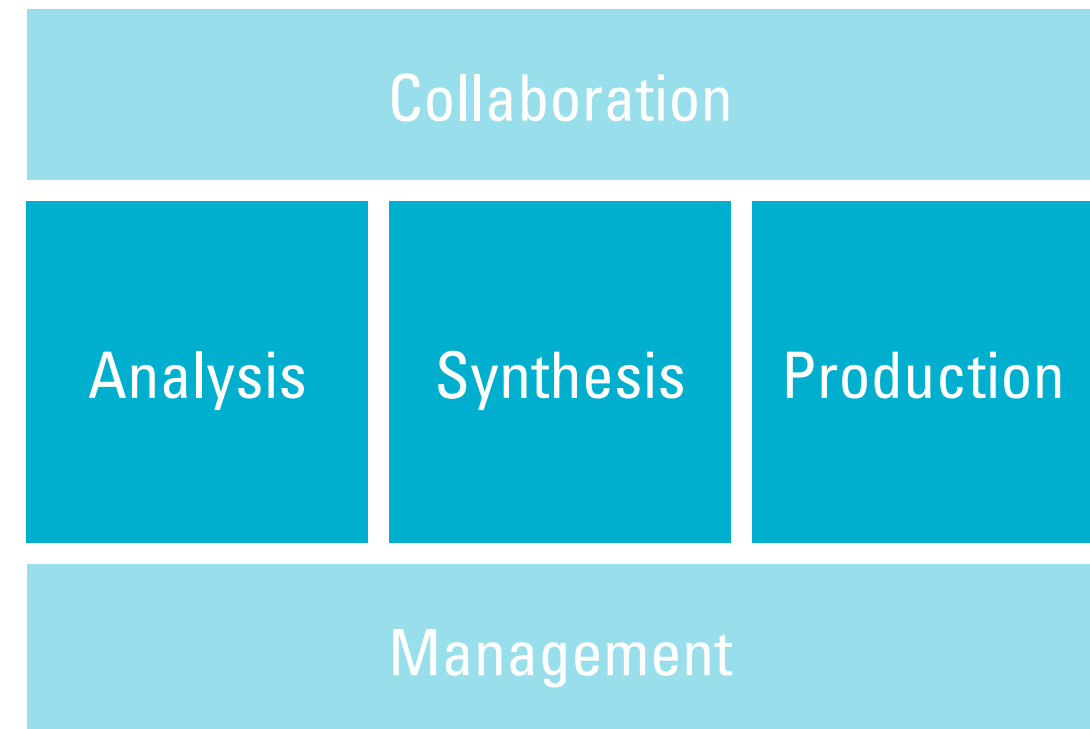 Collaboration
Analysis
Synthesis
Production
Management